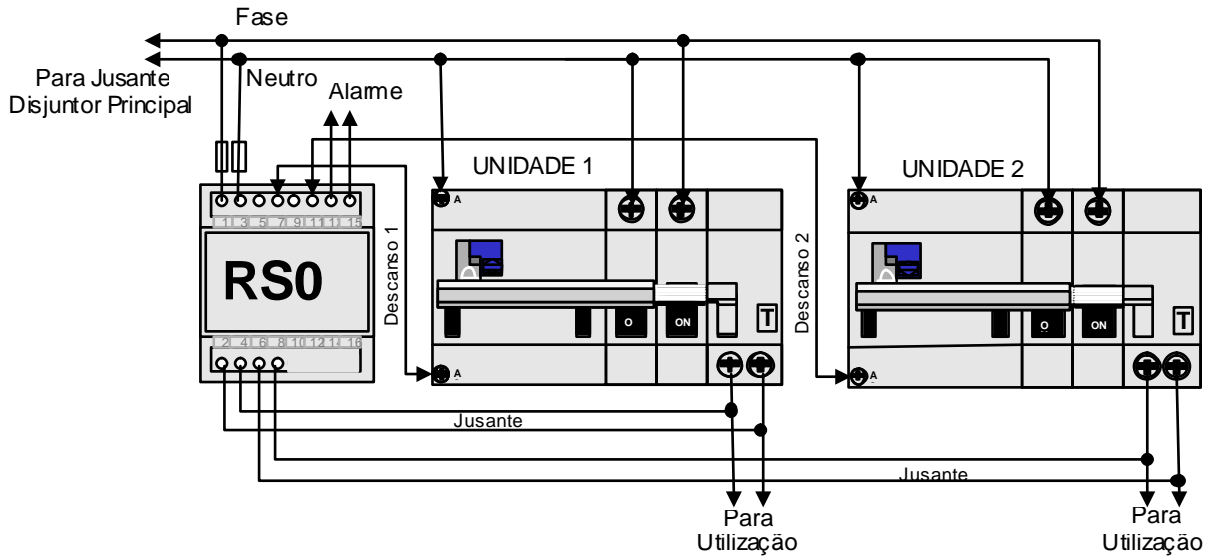 Fase
Para Jusante
Disjuntor Principal
Neutro
Alarme
UNIDADE 1
UNIDADE 2
A
A
1 3 5 7 9 11 13 15
RS0
2 4 6 8 10 12 14 16
Descanso 1
Descanso 2
O
ON
T
O
ON
T
A
A
Jusante
Jusante
Para
Utilização
Para
Utilização